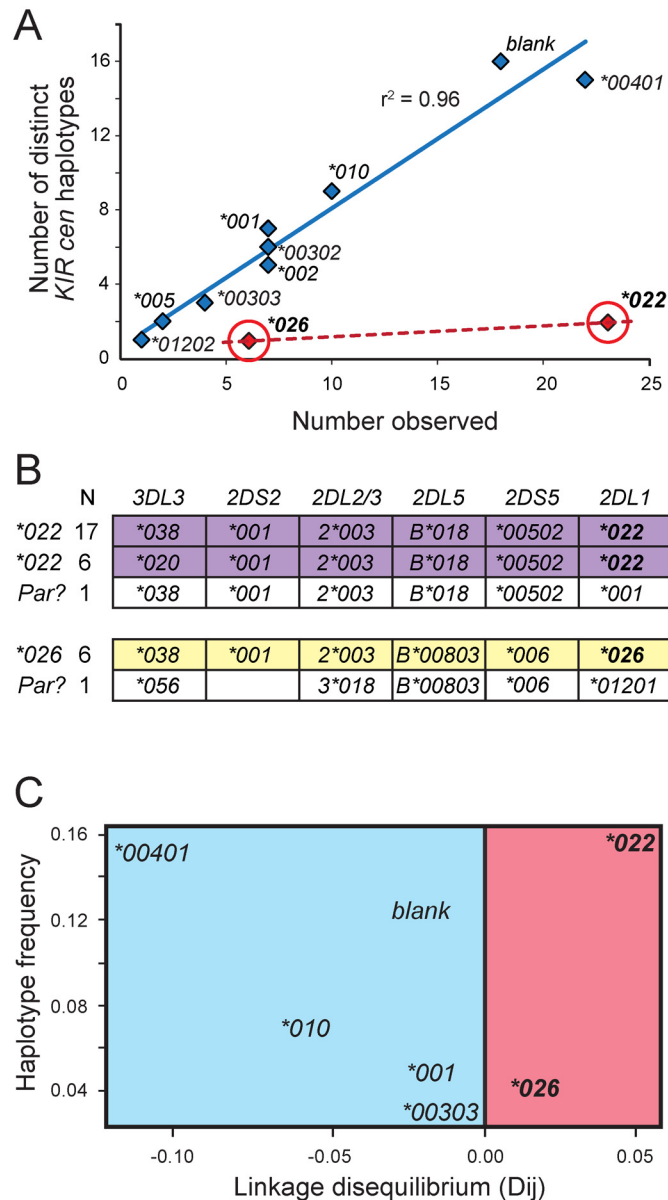 A
Number of distinct
KIR cen haplotypes
16
12
8
4
0
blank
*00401
r² = 0.96
*010
*001
*00302
*002
*005
*00303
*01202
*026
*022
0 5 10 15 20 25
Number observed
B
N 3DL3 2DS2 2DL2/3 2DL5 2DS5 2DL1
*022 17 *038 *001 2*003 B*018 *00502 *022
*022 6 *020 *001 2*003 B*018 *00502 *022
Par? 1 *038 *001 2*003 B*018 *00502 *001
*026 6 *038 *001 2*003 B*00803 *006 *026
Par? 1 *056 3*018 B*00803 *006 *01201
C
Haplotype frequency
0.16
0.12
0.08
0.04
*00401
*022
blank
*010
*001
*026
*00303
-0.10 -0.05 0.00 0.05
Linkage disequilibrium (Dij)